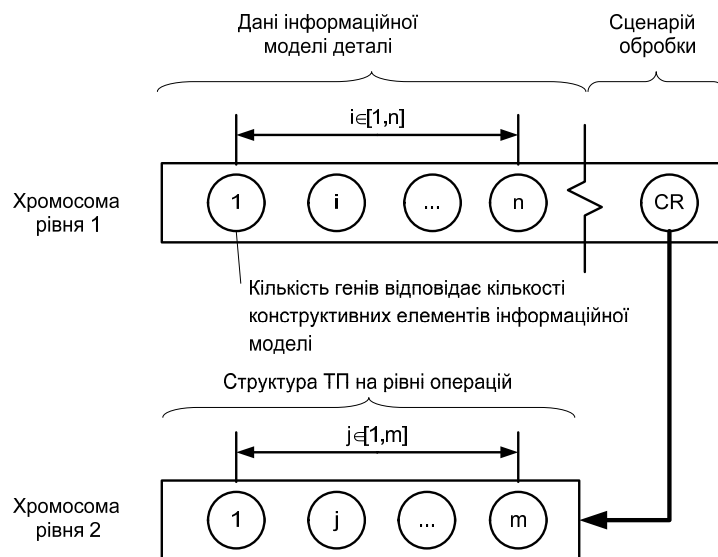 Дані інформаційної
моделі деталі
Сценарій
обробки
i∈[1,n]
Хромосома
рівня 1
1
i
...
n
CR
Кількість генів відповідає кількості
конструктивних елементів інформаційної
моделі
Структура ТП на рівні операцій
j∈[1,m]
Хромосома
рівня 2
1
j
...
m